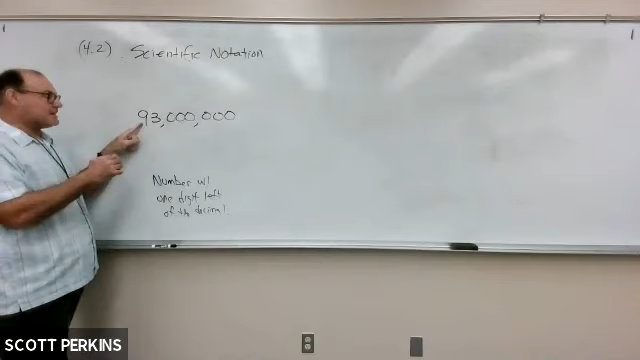 (4.2) Scientific Notation
93,000,000
Number w/
one digit left
of the decimal.
SCOTT PERKINS